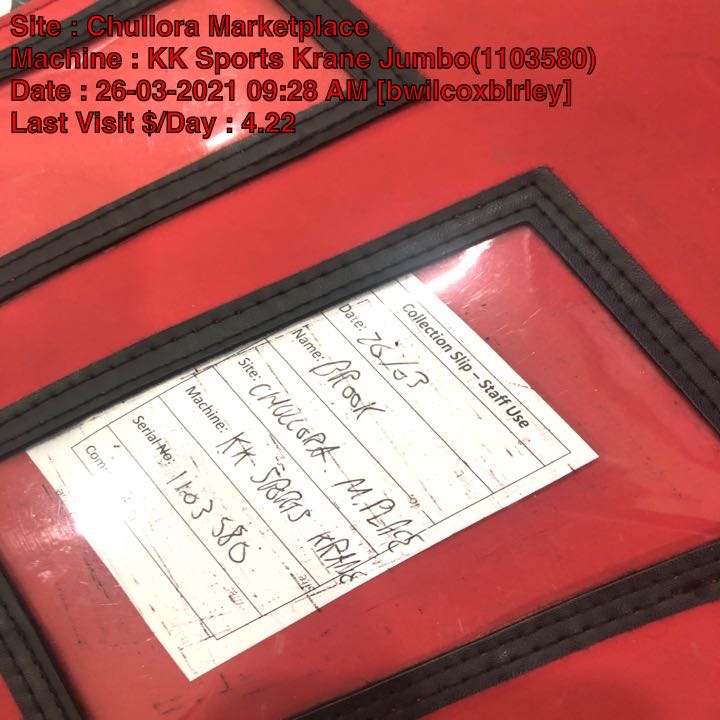 Site : Chullora Marketplace
Machine : KK Sports Krane Jumbo(1103580)
Date : 26-03-2021 09:28 AM [bwilcoxbirley]
Last Visit $/Day : 4.22
Collection Slip – Staff Use
Date: 26/03
Name: BROOK
Site: CHULLORA M.PLACE
Machine: KK SPORTS KRANE
Serial No: 1103580
Com